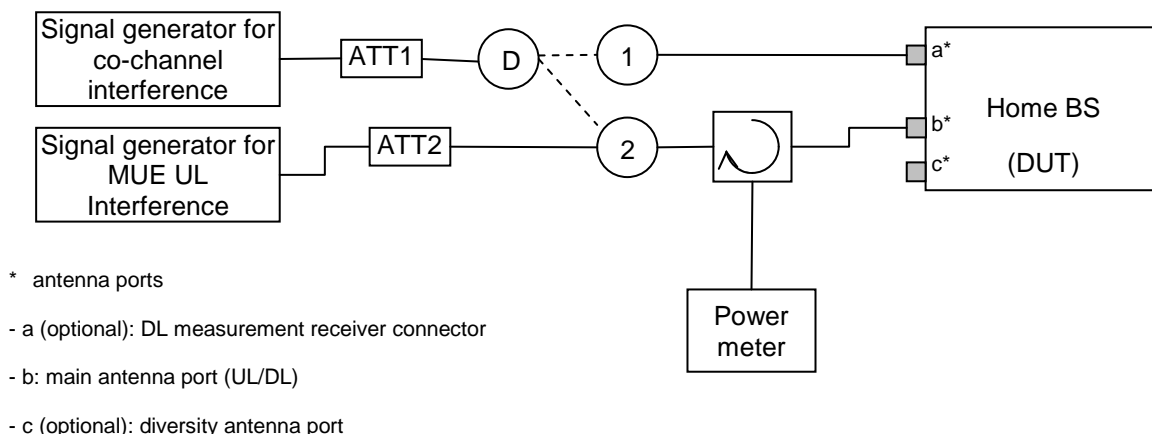 Signal generator for
co-channel
interference
ATT1
D
1
a*
Home BS
(DUT)
Signal generator for
MUE UL
Interference
ATT2
2
b*
c*
Power
meter
* antenna ports
- a (optional): DL measurement receiver connector
- b: main antenna port (UL/DL)
- c (optional): diversity antenna port